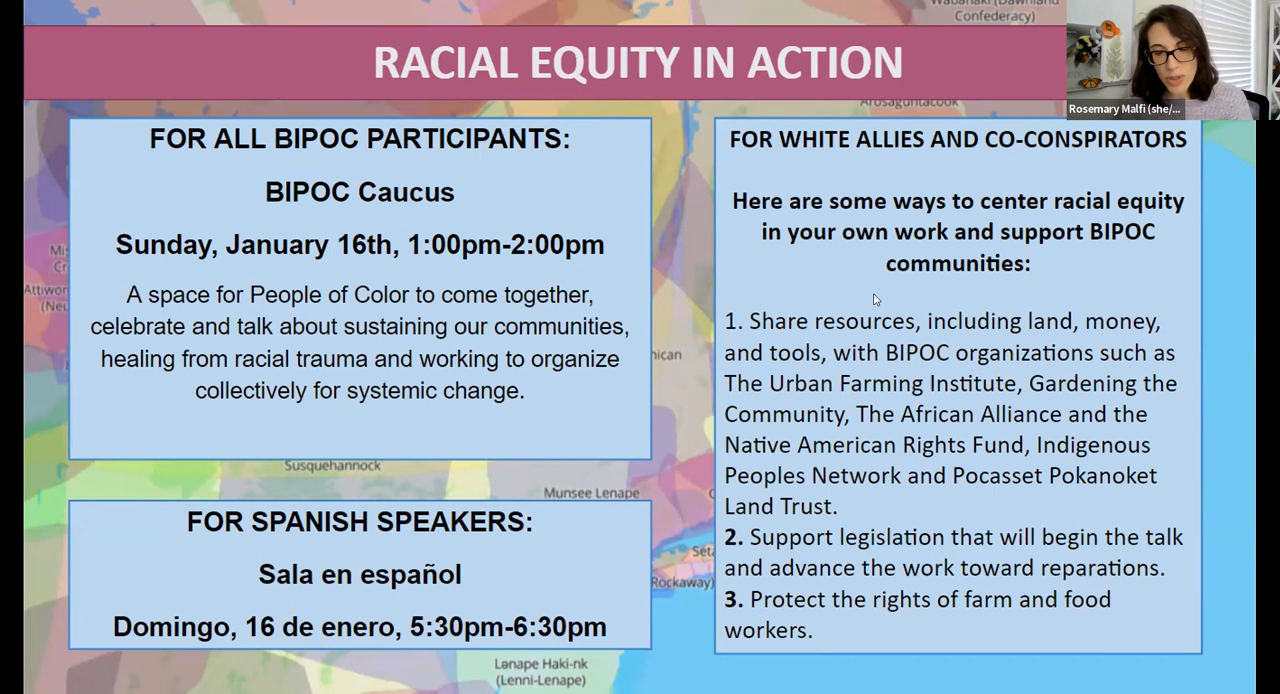 Wabanaki (Dawnland
Confederacy)
RACIAL EQUITY IN ACTION
Rosemary Malfi (she/...
Arosaguntacook
FOR ALL BIPOC PARTICIPANTS:
BIPOC Caucus
Sunday, January 16th, 1:00pm-2:00pm
A space for People of Color to come together,
celebrate and talk about sustaining our communities,
healing from racial trauma and working to organize
collectively for systemic change.
Susquehannock
Munsee Lenape
FOR SPANISH SPEAKERS:
Sala en español
Domingo, 16 de enero, 5:30pm-6:30pm
Rockaway)
Lenape Haki-nk
(Lenni-Lenape)
FOR WHITE ALLIES AND CO-CONSPIRATORS
Here are some ways to center racial equity
in your own work and support BIPOC
communities:
1. Share resources, including land, money,
and tools, with BIPOC organizations such as
The Urban Farming Institute, Gardening the
Community, The African Alliance and the
Native American Rights Fund, Indigenous
Peoples Network and Pocasset Pokanoket
Land Trust.
2. Support legislation that will begin the talk
and advance the work toward reparations.
3. Protect the rights of farm and food
workers.